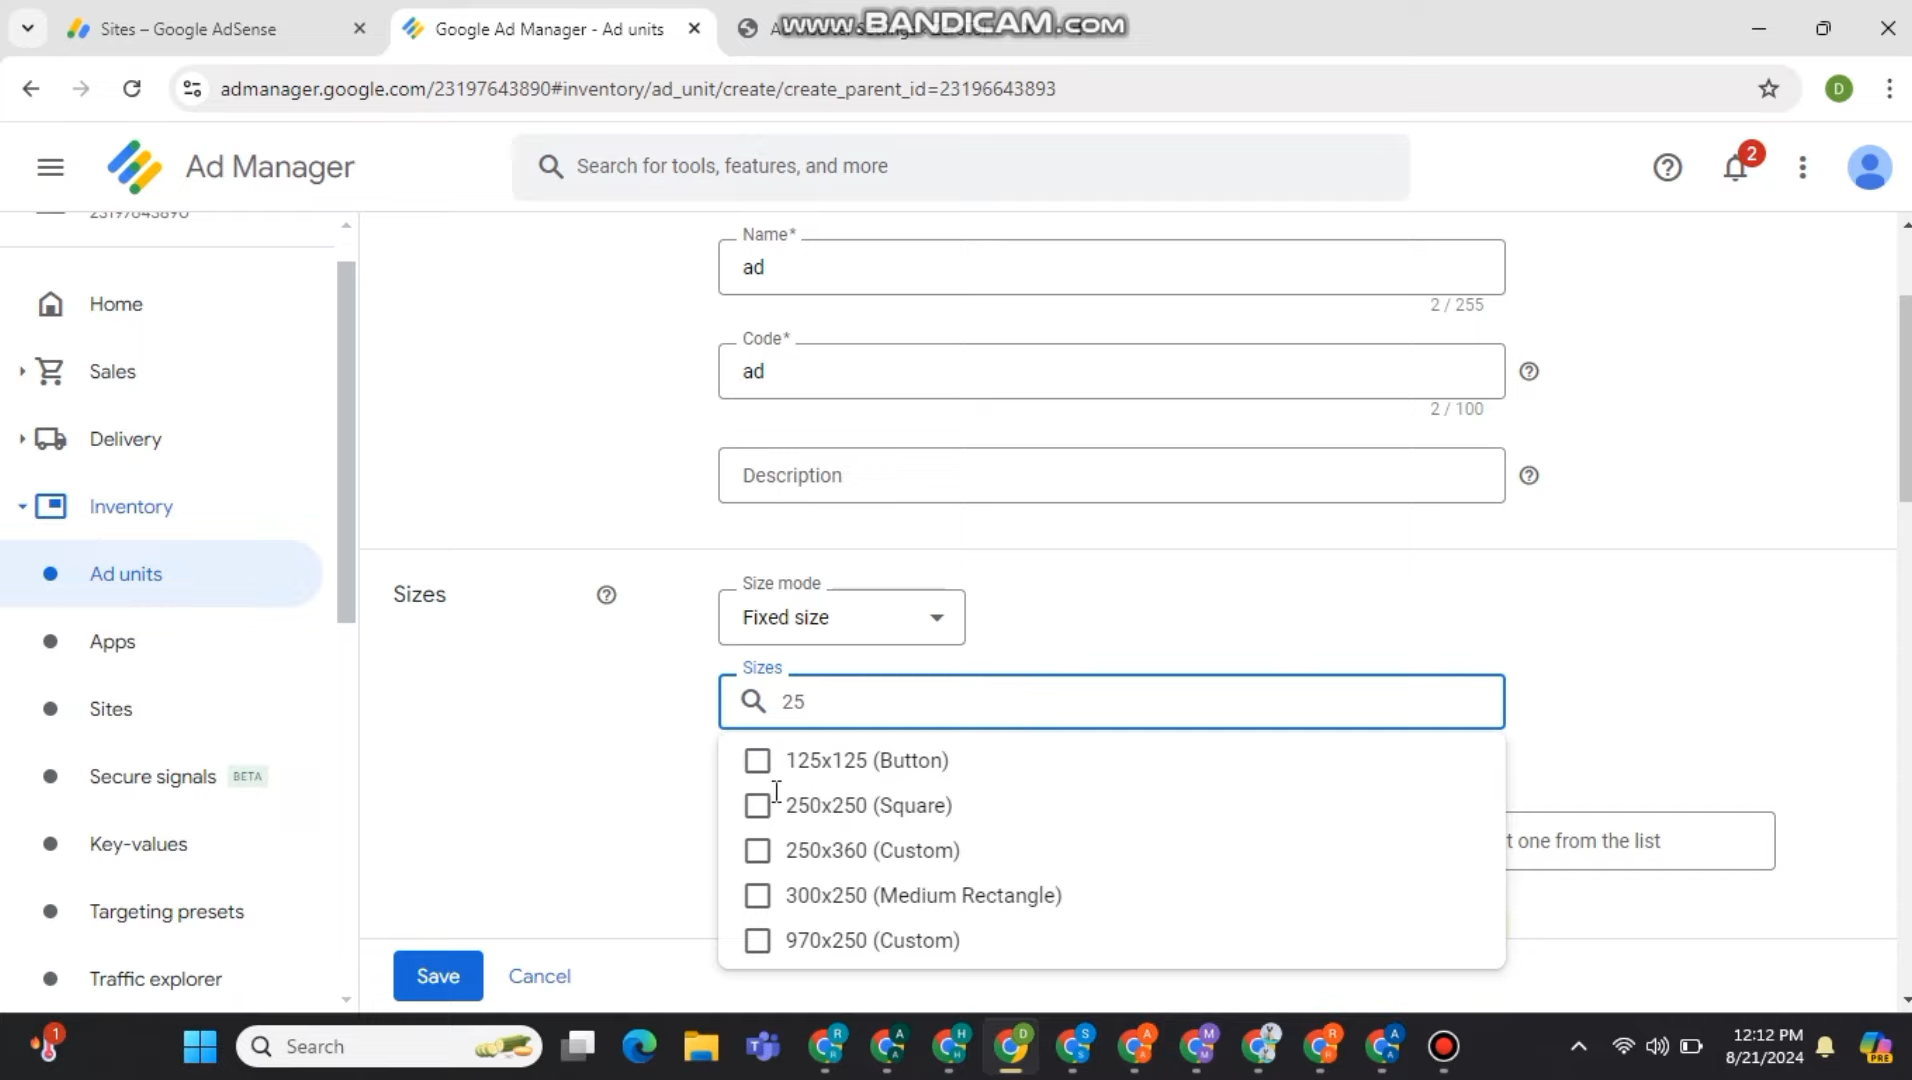 Sites – Google AdSense
Google Ad Manager - Ad units
www.BANDICAM.com
admanager.google.com/23197643890#inventory/ad_unit/create/create_parent_id=23196643893
D
Ad Manager
Search for tools, features, and more
2
23197643890
Home
Sales
Delivery
Inventory
Ad units
Apps
Sites
Secure signals BETA
Key-values
Targeting presets
Traffic explorer
Name*
ad
2 / 255
Code*
ad
2 / 100
Description
Sizes
Size mode
Fixed size
Sizes
25
125x125 (Button)
250x250 (Square)
250x360 (Custom)
300x250 (Medium Rectangle)
970x250 (Custom)
t one from the list
Save
Cancel
1
Search
R
A
H
D
S
A
M
R
A
PRE
12:12 PM
8/21/2024